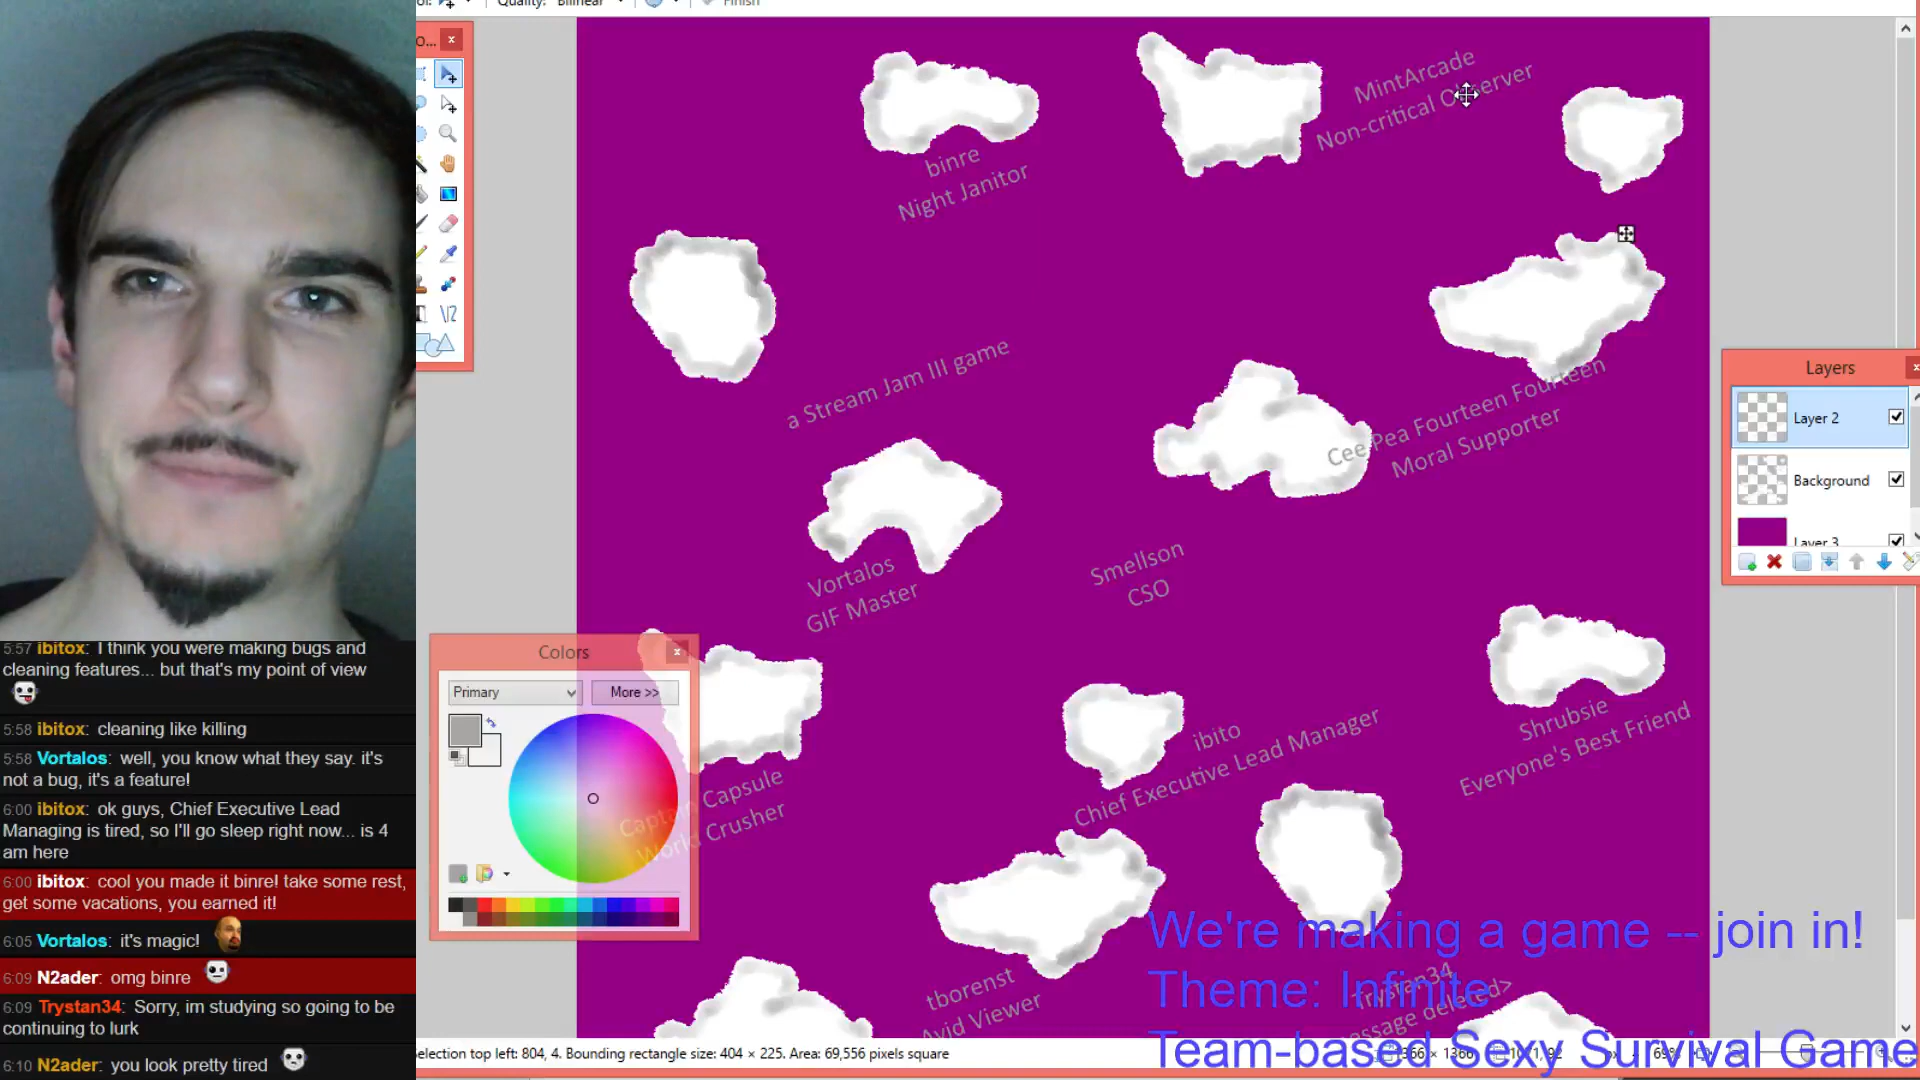 Quality:
Bilinear
Finish
MintArcade
Non-critical Observer
binre
Night Janitor
a Stream Jam III game
Cee Pea Fourteen Fourteen
Moral Supporter
Layers
Layer 2
Background
Layer 3
Vortalos
GIF Master
Smellson
CSO
Colors
Primary
More >>
Captain Capsule
World Crusher
ibito
Chief Executive Lead Manager
Shrubsie
Everyone's Best Friend
tborenst
Avid Viewer
Trystan34
5:57 ibitox: I think you were making bugs and
cleaning features... but that's my point of view
5:58 ibitox: cleaning like killing
5:58 Vortalos: well, you know what they say. it's
not a bug, it's a feature!
6:00 ibitox: ok guys, Chief Executive Lead
Managing is tired, so I'll go sleep right now... is 4
am here
6:00 ibitox: cool you made it binre! take some rest,
get some vacations, you earned it!
6:05 Vortalos: it's magic!
6:09 N2ader: omg binre
6:09 Trystan34: Sorry, im studying so going to be
continuing to lurk
6:10 N2ader: you look pretty tired
We're making a game -- join in!
Theme: Infinite
Team-based Sexy Survival Game
Selection top left: 804, 4. Bounding rectangle size: 404 × 225. Area: 69,556 pixels square